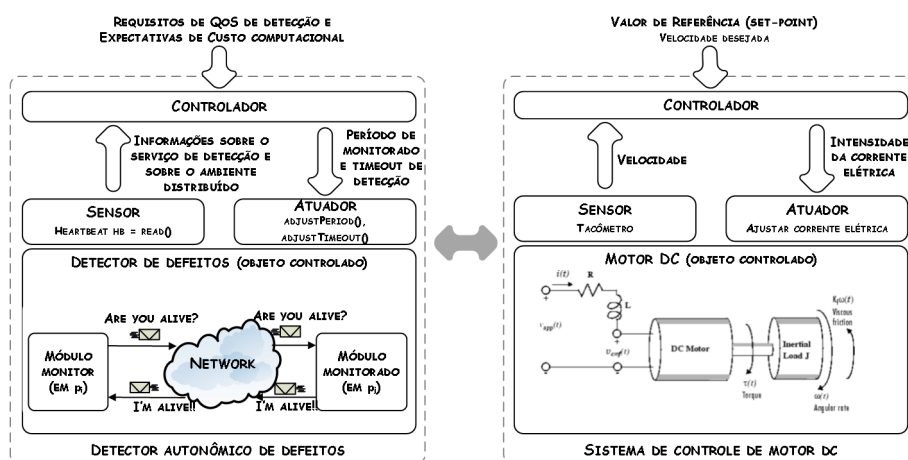 Requisitos de QoS de detecção e
Expectativas de Custo computacional
Controlador
Informações sobre o
serviço de detecção e
sobre o ambiente
distribuído
Período de
monitorado
e timeout de
detecção
Sensor
Heartbeat hb = read()
Atuador
adjustPeriod(),
adjustTimeout()
Detector de defeitos (objeto controlado)
Are you alive?
Are you alive?
Módulo
monitor
(em pi)
Network
Módulo
monitorado
(em pj)
I'm alive!!
I'm alive!!
Detector autonômico de defeitos
Valor de Referência (set-point)
Velocidade desejada
Controlador
Velocidade
Intensidade
da corrente
elétrica
Sensor
Tacômetro
Atuador
Ajustar corrente elétrica
Motor DC (objeto controlado)
i(t)
R
L
+
vapp(t)
+
vemf(t)
DC Motor
Inertial
Load J
Kfω(t)
Viscous
friction
τ(t)
Torque
ω(t)
Angular rate
Sistema de controle de motor DC